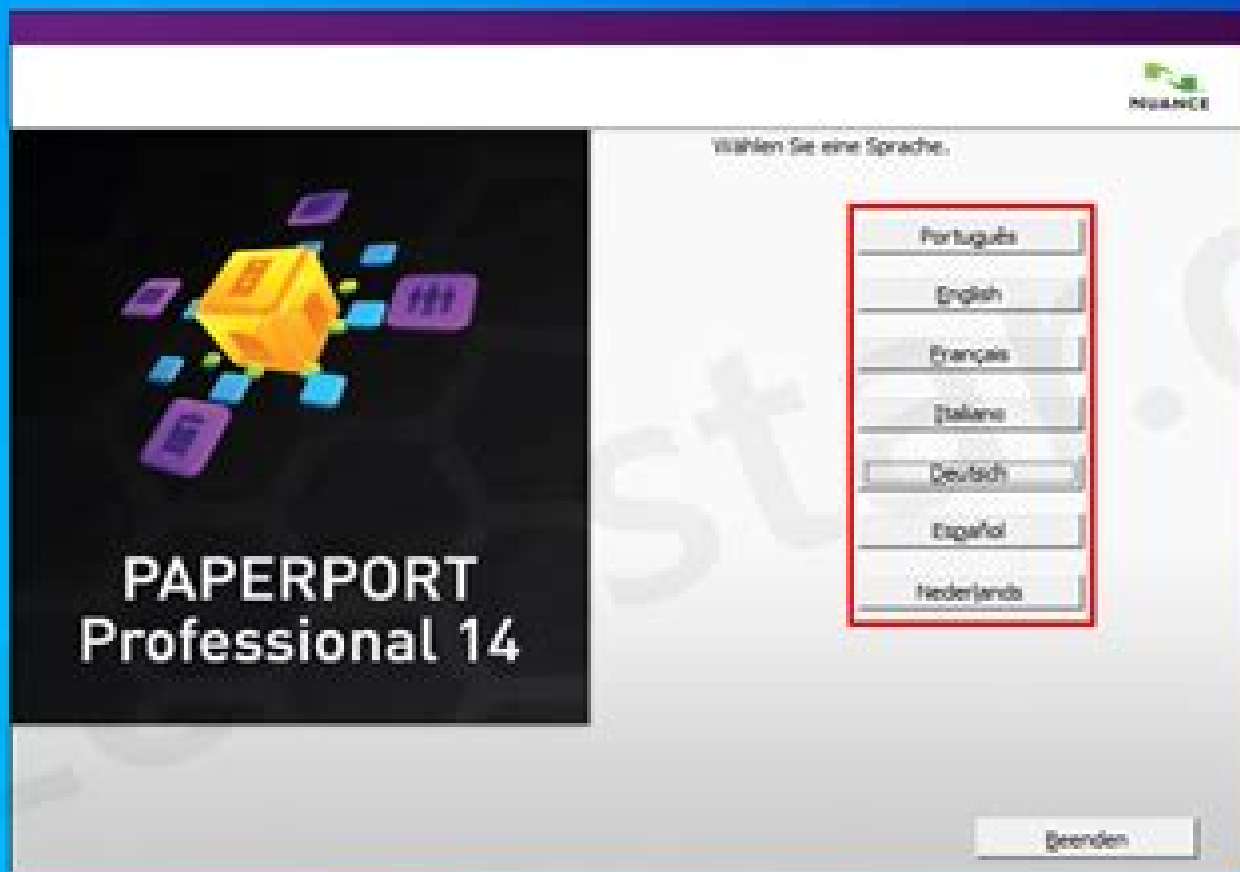 NUANCE
Wählen Sie eine Sprache.
Português
English
Français
Italiano
Deutsch
Español
Nederlands
PAPERPORT
Professional 14
Beenden